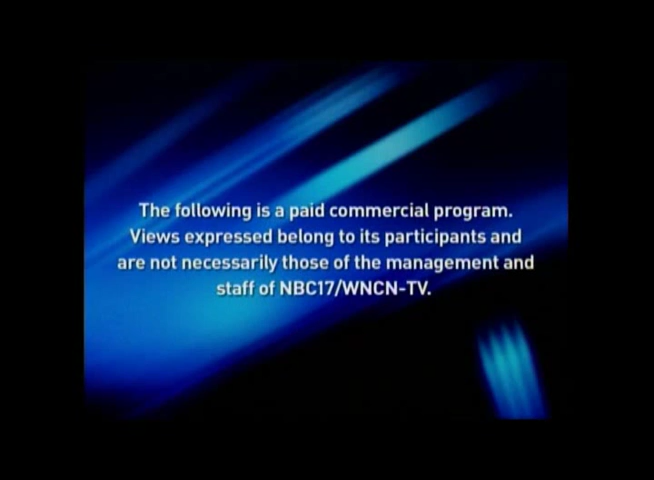 The following is a paid commercial program.
Views expressed belong to its participants and
are not necessarily those of the management and
staff of NBC17/WNCN-TV.